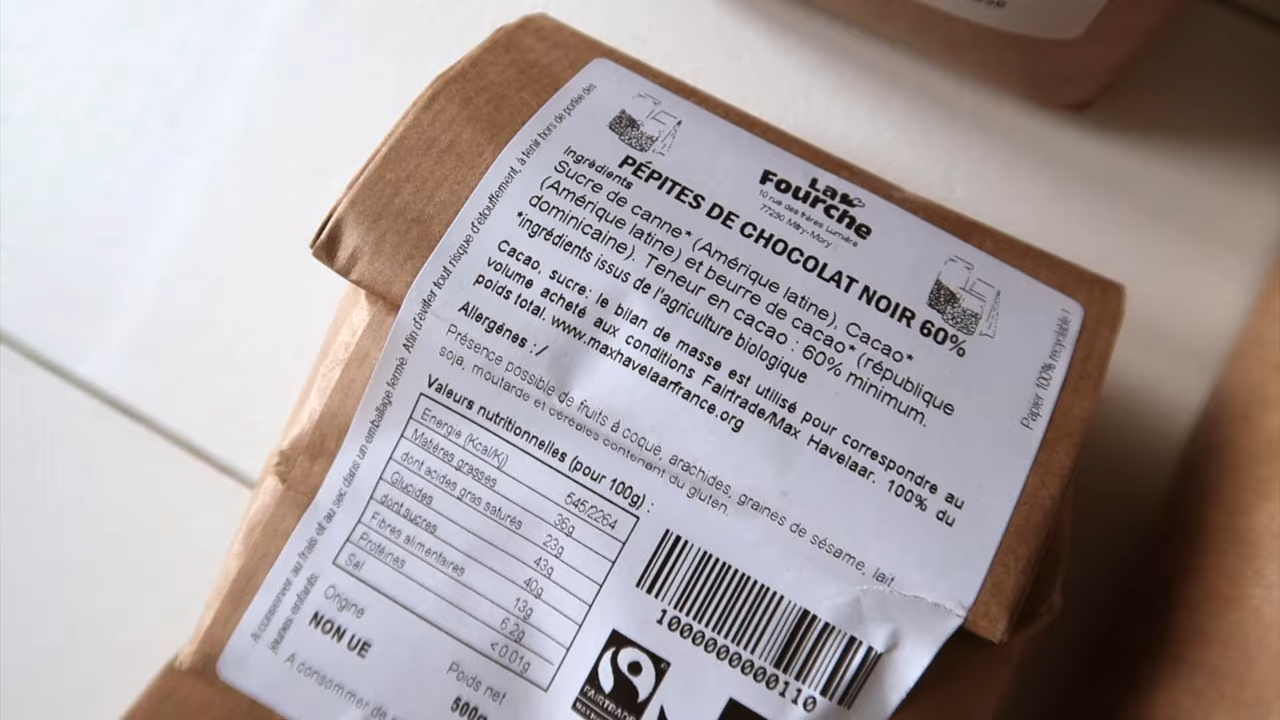 La
Fourche
10 rue des frères Lumière
77290 Mitry-Mory
PÉPITES DE CHOCOLAT NOIR 60%
Ingrédients
Sucre de canne* (Amérique latine), Cacao*
(Amérique latine) et beurre de cacao* (république
dominicaine). Teneur en cacao : 60% minimum.
*ingrédients issus de l'agriculture biologique
Cacao, sucre: le bilan de masse est utilisé pour correspondre au
volume acheté aux conditions Fairtrade/Max Havelaar. 100% du
poids total. www.maxhavelaarfrance.org
Allergénes :/
Présence possible de fruits à coque, arachides, graines de sésame, lait,
soja, moutarde et céréales contenant du gluten.
Valeurs nutritionnelles (pour 100g) :
Energie (Kcal/Kj) 545/2264
Matières grasses 36g
dont acides gras saturés 23g
Glucides 43g
dont sucres 40g
Fibres alimentaires 13g
Protéines 6.2g
Sel <0.01g
Origine
NON UE
Poids net
500g
A consommer de
1000000000110
FAIRTRADE
A conserver au frais et au sec dans un emballage fermé. Afin d'éviter tout risque d'étouffement, à tenir hors de portée des
jeunes enfants.
Papier 100% recyclable !